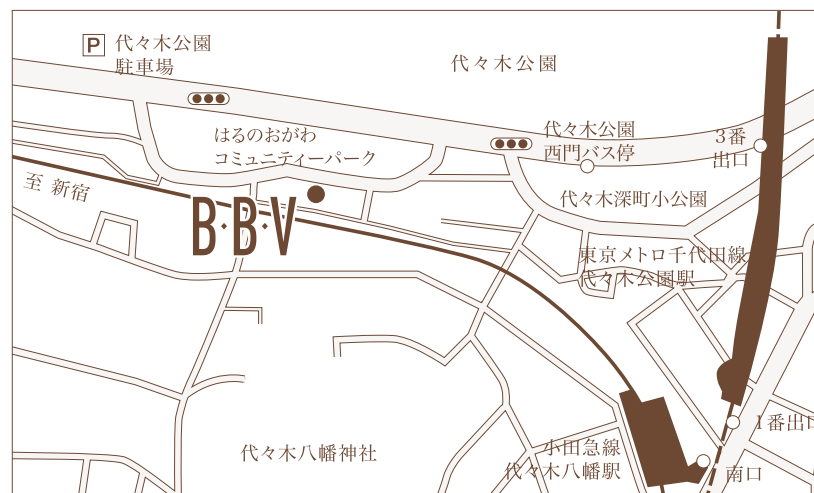 P 代々木公園
駐車場
代々木公園
はるのおがわ
コミュニティーパーク
代々木公園
西門バス停
3番
出口
至 新宿
代々木深町小公園
B·B·V
東京メトロ千代田線
代々木公園駅
1番出口
小田急線
代々木八幡駅
代々木八幡神社
南口